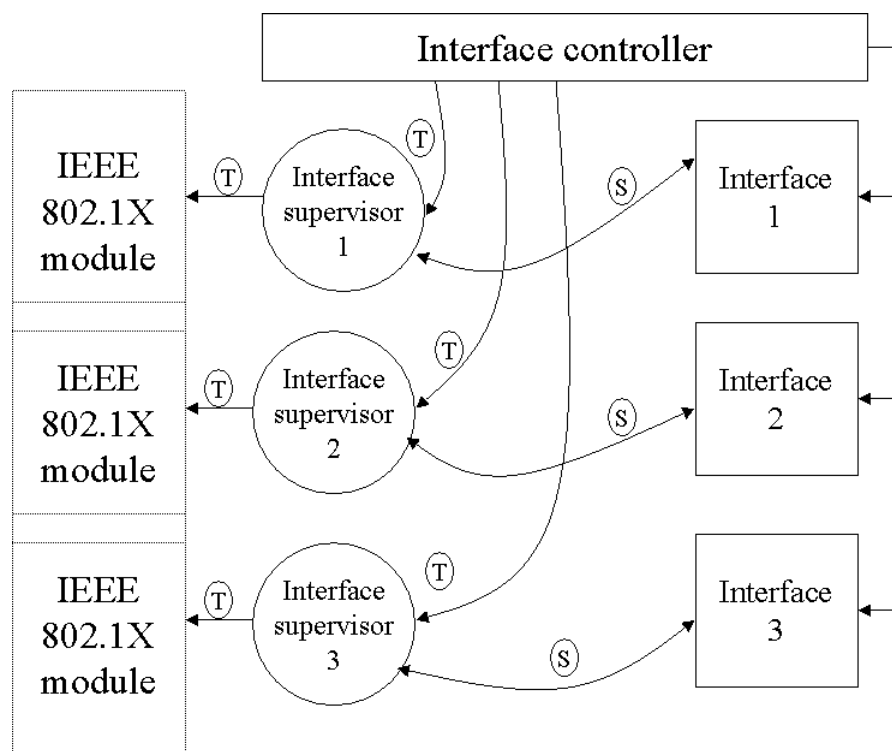 Interface controller
IEEE
802.1X
module
T
Interface
supervisor
1
T
S
Interface
1
IEEE
802.1X
module
T
Interface
supervisor
2
T
S
Interface
2
IEEE
802.1X
module
T
Interface
supervisor
3
T
S
Interface
3